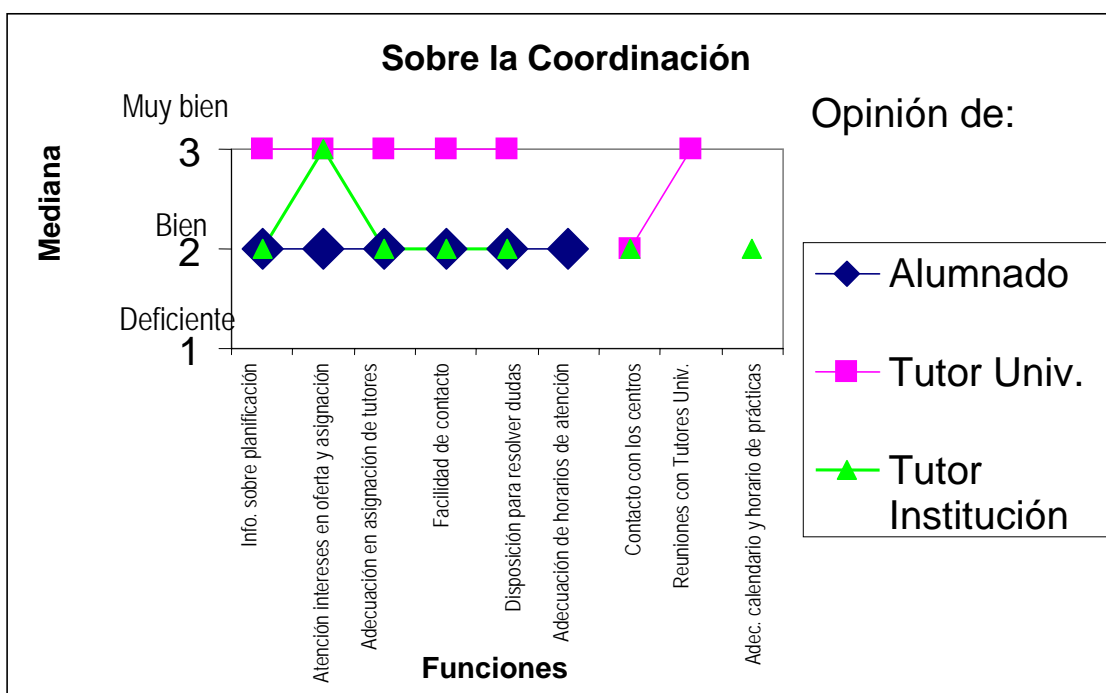 Sobre la Coordinación
Opinión de:
Mediana
Muy bien
3
Bien
2
Deficiente
1
Info. sobre planificación
Atención intereses en oferta y asignación
Adecuación en asignación de tutores
Facilidad de contacto
Disposición para resolver dudas
Adecuación de horarios de atención
Contacto con los centros
Reuniones con Tutores Univ.
Adec. calendario y horario de prácticas
Funciones
Alumnado
Tutor Univ.
Tutor
Institución